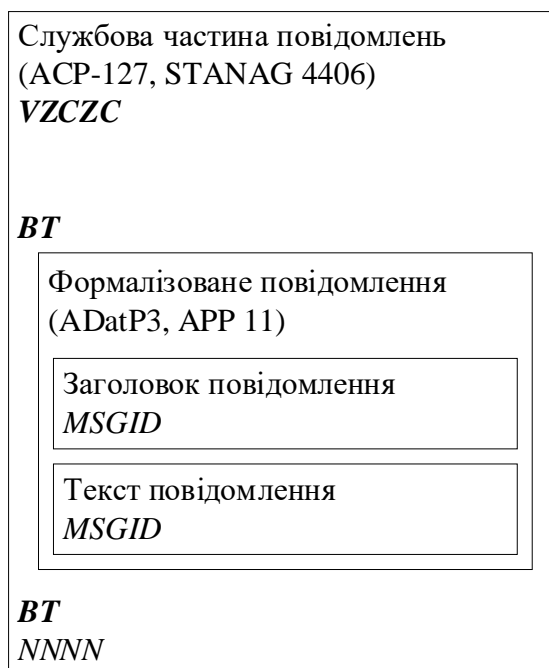 Службова частина повідомлень
(ACP-127, STANAG 4406)
VZCZC
BT
Формалізоване повідомлення
(ADatP3, APP 11)
Заголовок повідомлення
MSGID
Текст повідомлення
MSGID
BT
NNNN